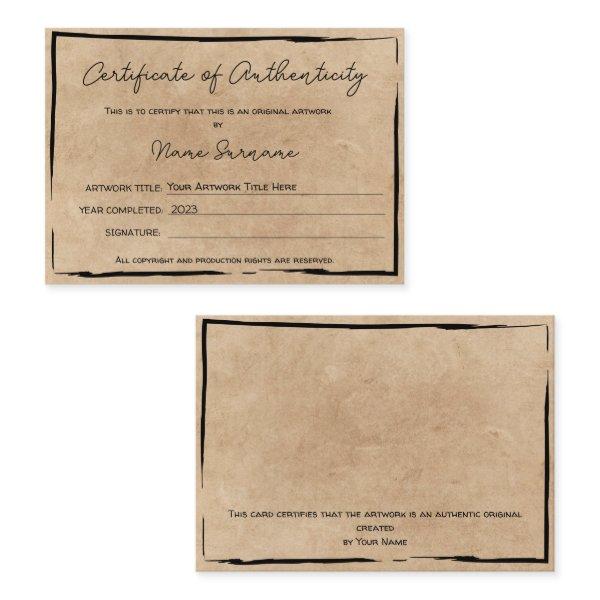 Certificate of Authenticity
This is to certify that this is an original artwork
by
Name Surname
Artwork Title: Your Artwork Title Here
Year Completed: 2023
Signature:
All copyright and production rights are reserved.
This card certifies that the artwork is an authentic original
created
by Your Name